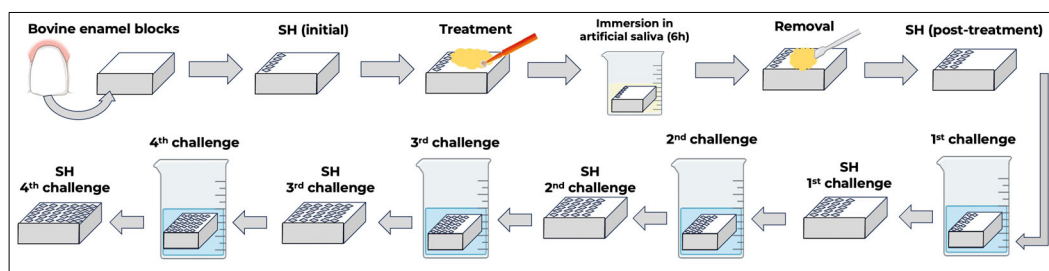 Bovine enamel blocks
SH (initial)
Treatment
Immersion in
artificial saliva (6h)
Removal
SH (post-treatment)
4th challenge
3rd challenge
2nd challenge
1st challenge
SH
4th challenge
SH
3rd challenge
SH
2nd challenge
SH
1st challenge